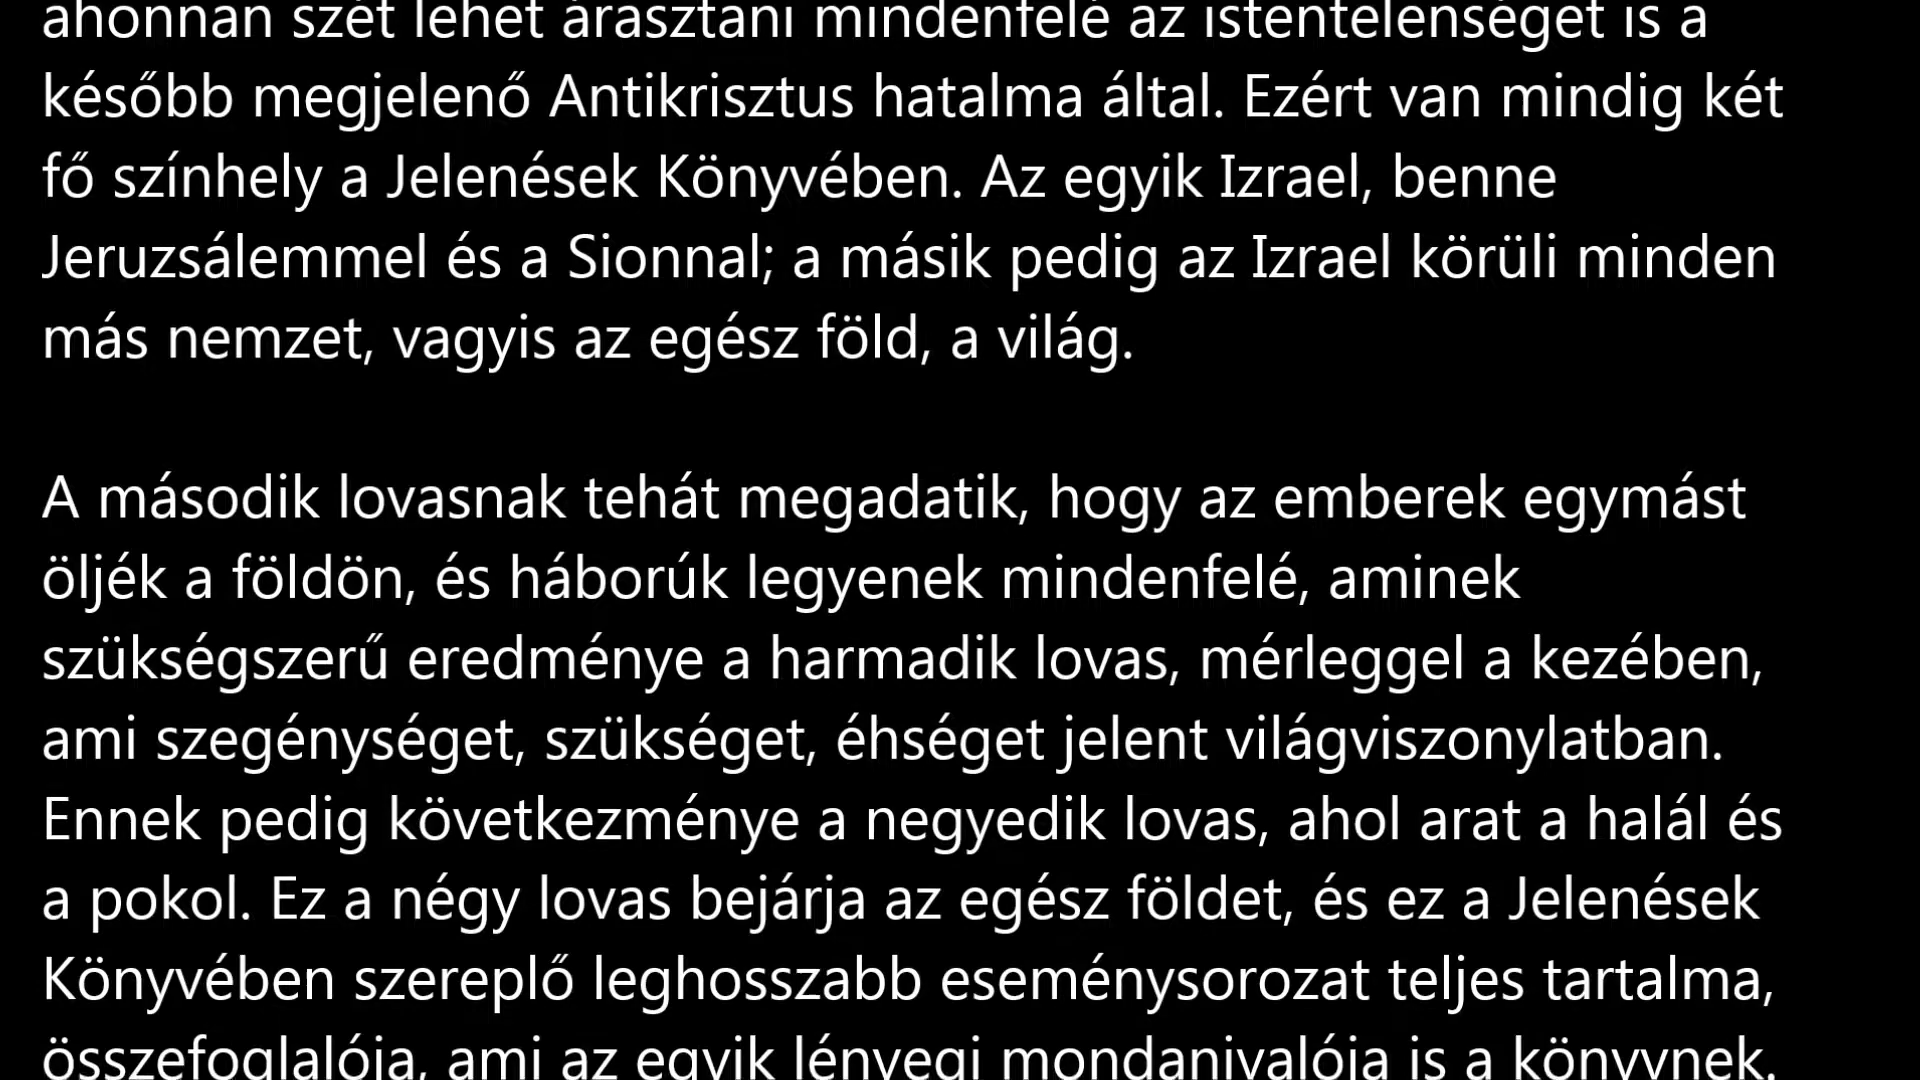 ahonnan szét lehet árasztani mindenfelé az istentelenséget is a
később megjelenő Antikrisztus hatalma által. Ezért van mindig két
fő színhely a Jelenések Könyvében. Az egyik Izrael, benne
Jeruzsálemmel és a Sionnal; a másik pedig az Izrael körüli minden
más nemzet, vagyis az egész föld, a világ.
A második lovasnak tehát megadatik, hogy az emberek egymást
öljék a földön, és háborúk legyenek mindenfelé, aminek
szükségszerű eredménye a harmadik lovas, mérleggel a kezében,
ami szegénységet, szükséget, éhséget jelent világviszonylatban.
Ennek pedig következménye a negyedik lovas, ahol arat a halál és
a pokol. Ez a négy lovas bejárja az egész földet, és ez a Jelenések
Könyvében szereplő leghosszabb eseménysorozat teljes tartalma,
összefoglalója, ami az egyik lényegi mondanivalója is a könyvnek.